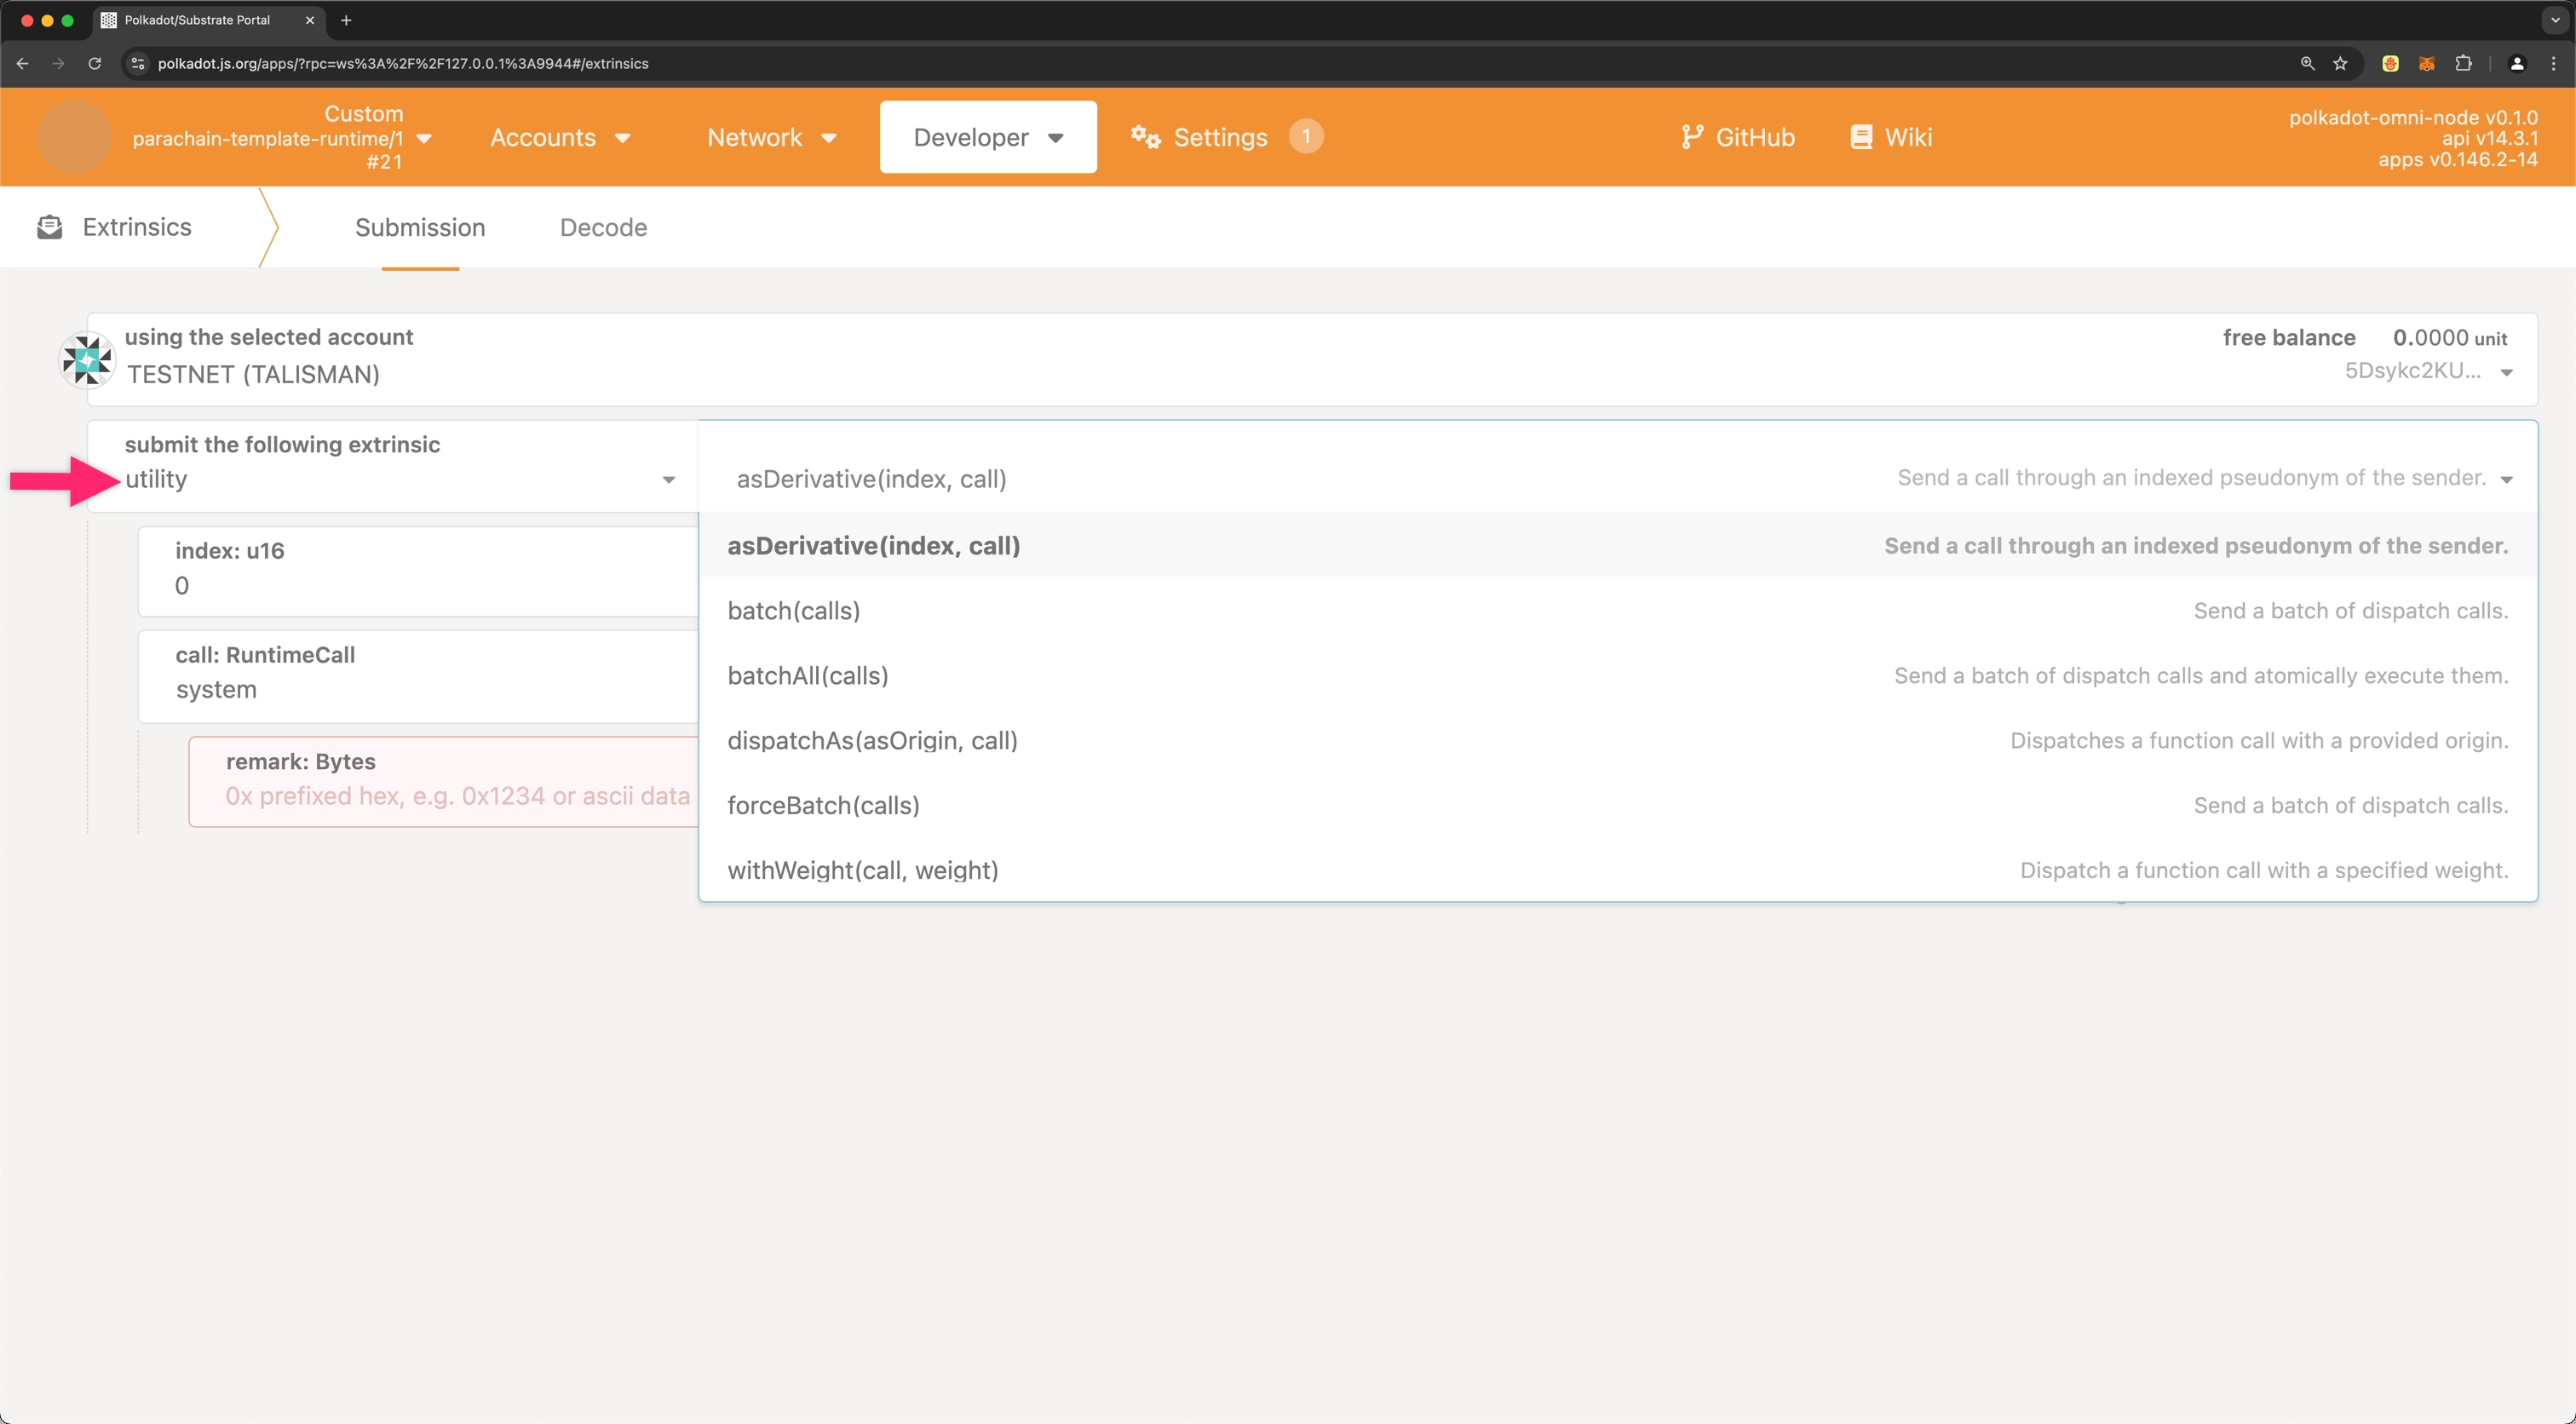 Polkadot/Substrate Portal
polkadot.js.org/apps/?rpc=ws%3A%2F%2F127.0.0.1%3A9944#/extrinsics
Custom
parachain-template-runtime/1
#21
Accounts
Network
Developer
Settings
1
GitHub
Wiki
polkadot-omni-node v0.1.0
api v14.3.1
apps v0.146.2-14
Extrinsics
Submission
Decode
using the selected account
TESTNET (TALISMAN)
free balance 0.0000 unit
5Dsykc2KU...
submit the following extrinsic
utility
asDerivative(index, call) Send a call through an indexed pseudonym of the sender.
asDerivative(index, call) Send a call through an indexed pseudonym of the sender.
batch(calls) Send a batch of dispatch calls.
batchAll(calls) Send a batch of dispatch calls and atomically execute them.
dispatchAs(asOrigin, call) Dispatches a function call with a provided origin.
forceBatch(calls) Send a batch of dispatch calls.
withWeight(call, weight) Dispatch a function call with a specified weight.
index: u16
0
call: RuntimeCall
system
remark: Bytes
0x prefixed hex, e.g. 0x1234 or ascii data